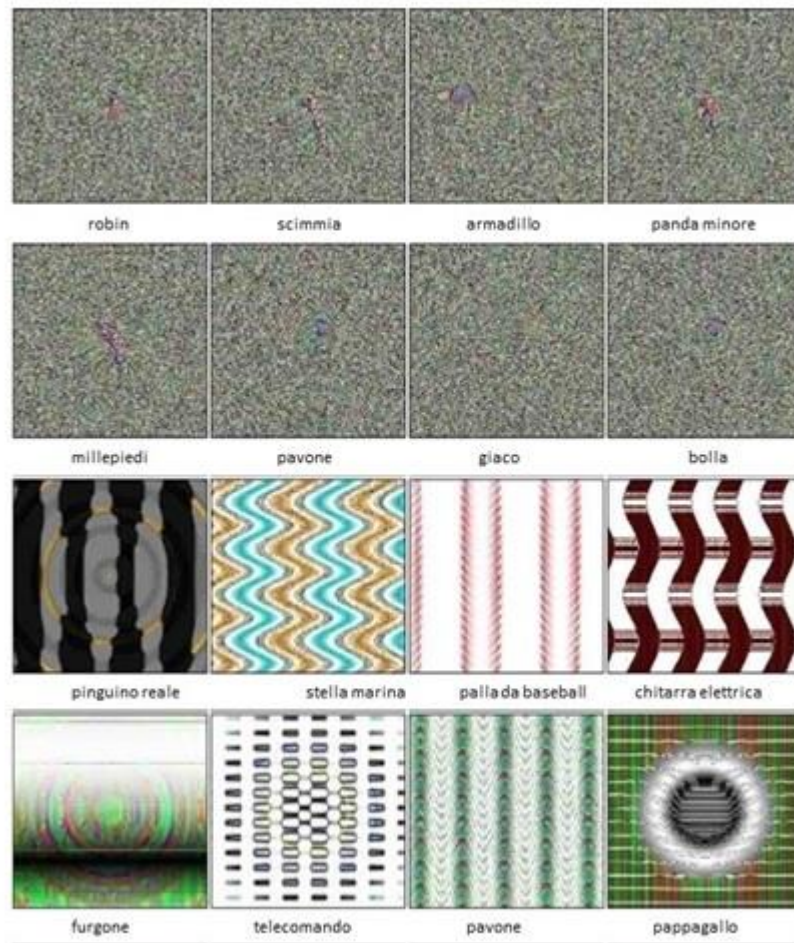 robin scimmia armadillo panda minore
millepiedi pavone giaco bolla
pinguino reale stella marina palla da baseball chitarra elettrica
furgone telecomando pavone pappagallo